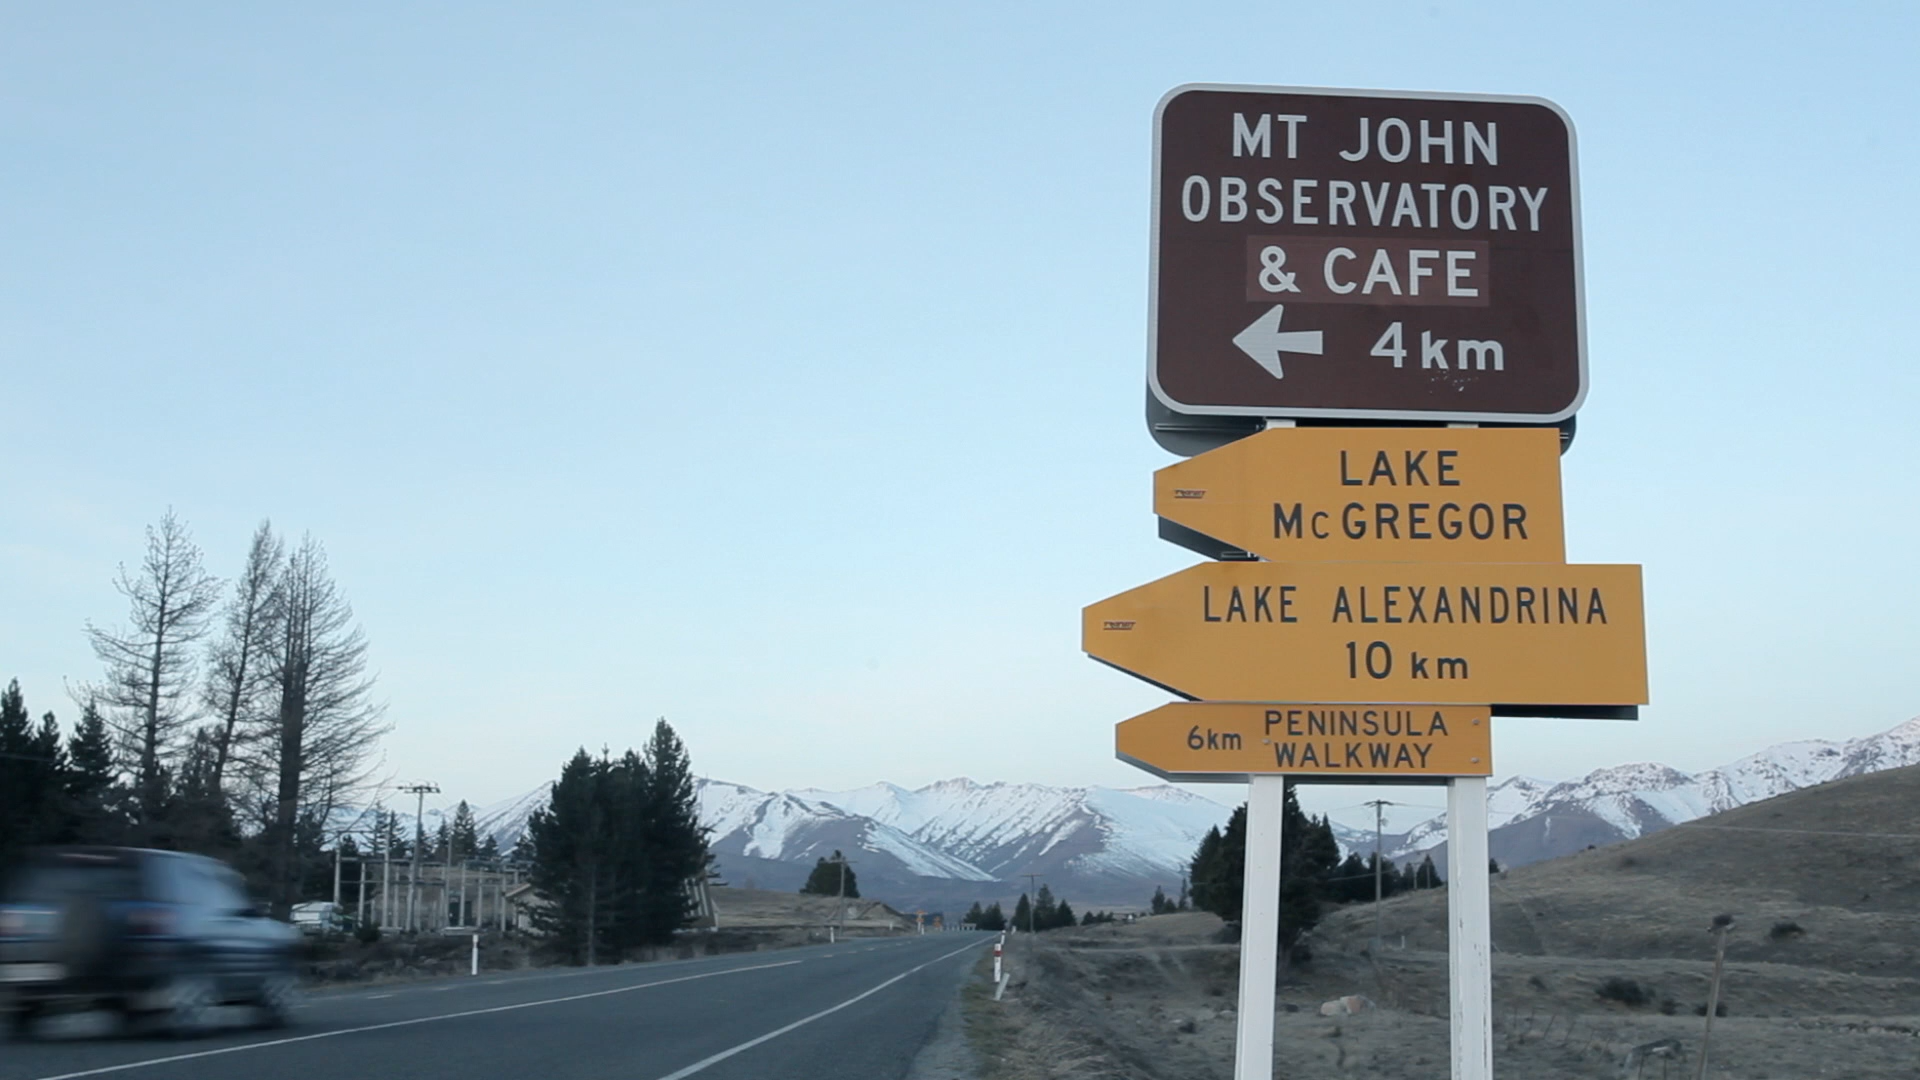 MT JOHN
OBSERVATORY
& CAFE
4km
LAKE
McGREGOR
LAKE ALEXANDRINA
10 km
6km PENINSULA
WALKWAY